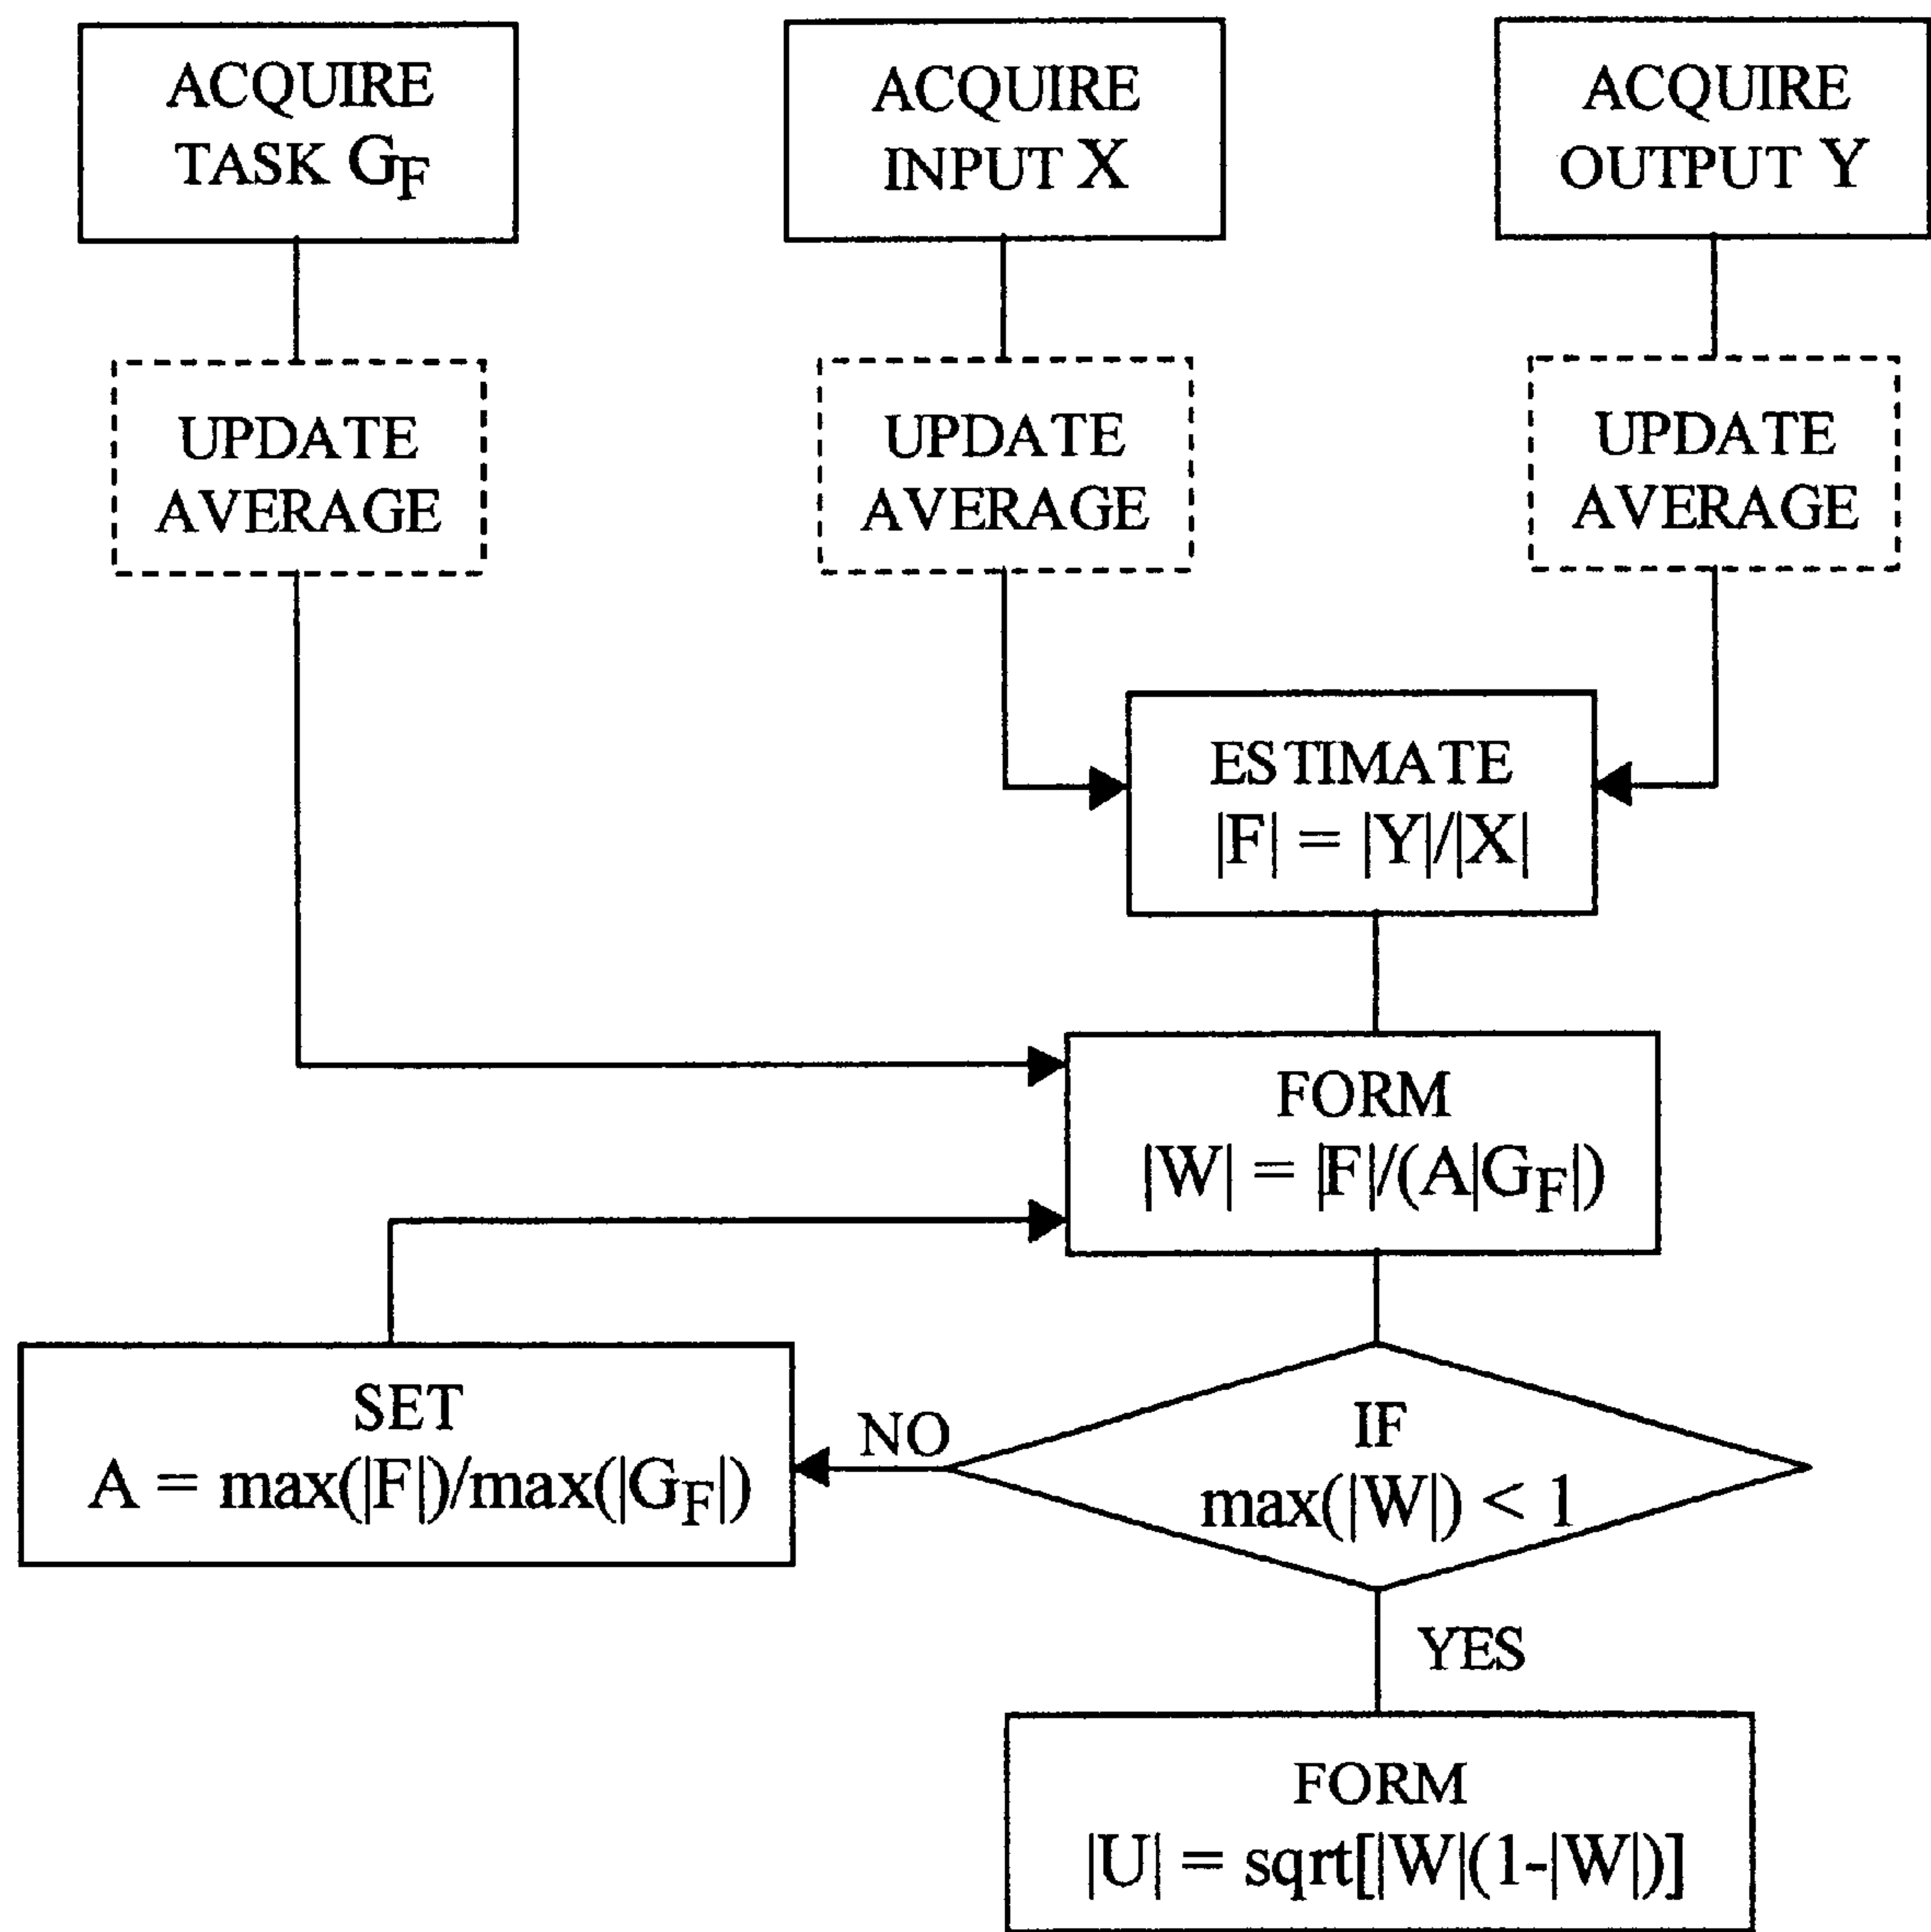 ACQUIRE
TASK GF
ACQUIRE
INPUT X
ACQUIRE
OUTPUT Y
UPDATE
AVERAGE
UPDATE
AVERAGE
UPDATE
AVERAGE
ESTIMATE
|F| = |Y|/|X|
FORM
|W| = |F|/(A|GF|)
SET
A = max(|F|)/max(|GF|)
NO
IF
max(|W|) < 1
YES
FORM
|U| = sqrt[|W|(1-|W|)]